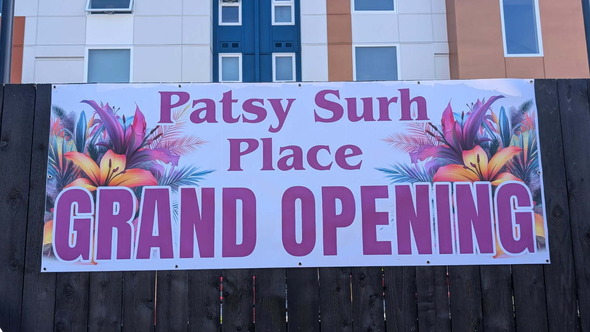 Patsy Surh
Place
GRAND OPENING